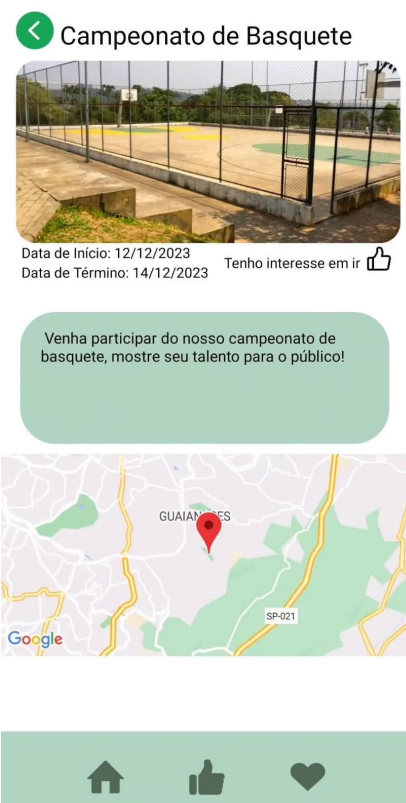 Campeonato de Basquete
Data de Início: 12/12/2023
Data de Término: 14/12/2023
Tenho interesse em ir
Venha participar do nosso campeonato de
basquete, mostre seu talento para o público!
SP-021
Google